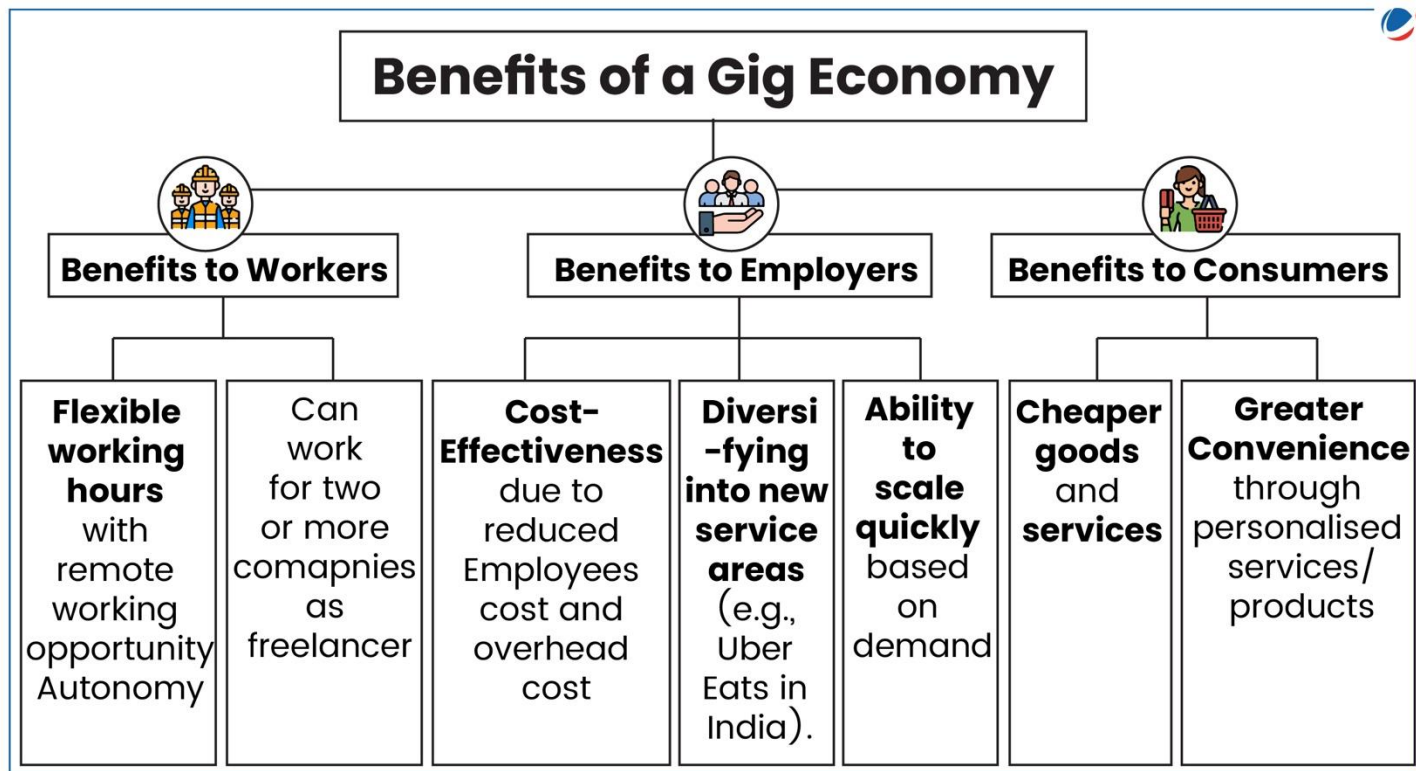 Benefits of a Gig Economy
Benefits to Workers
Benefits to Employers
Benefits to Consumers
Flexible
working
hours
with
remote
working
opportunity
Autonomy
Can
work
for two
or more
comapnies
as
freelancer
Cost-
Effectiveness
due to
reduced
Employees
cost and
overhead
cost
Diversi
-fying
into new
service
areas
(e.g.,
Uber
Eats in
India).
Ability
to
scale
quickly
based
on
demand
Cheaper
goods
and
services
Greater
Convenience
through
personalised
services/
products